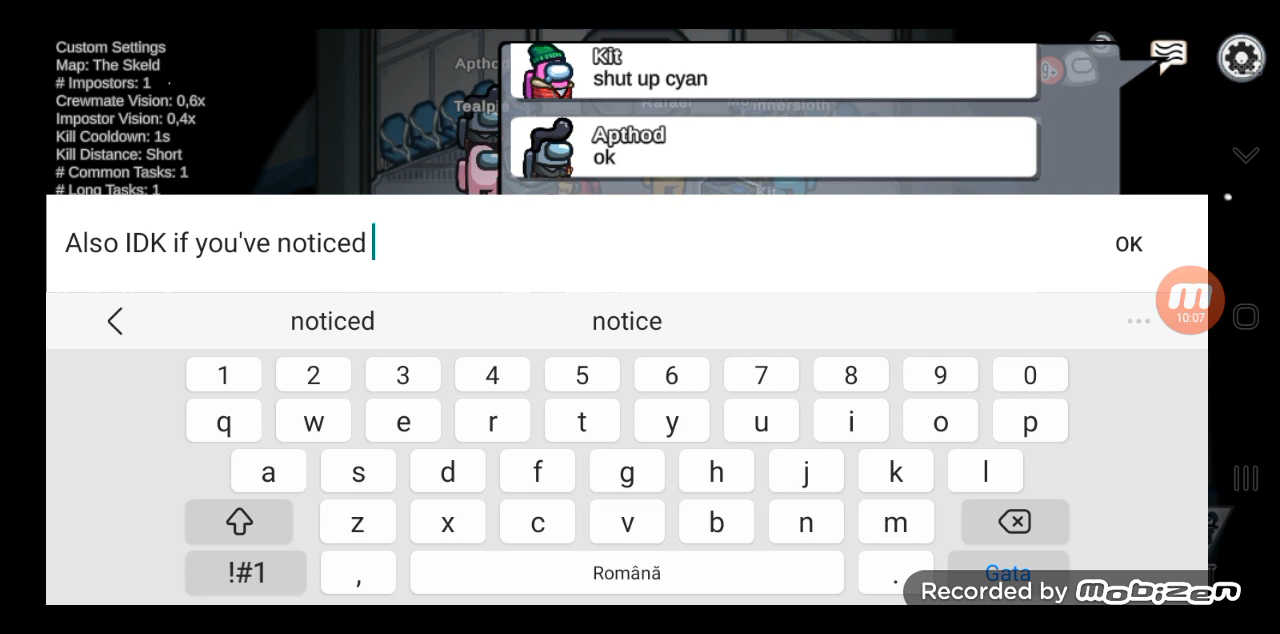 Custom Settings
Map: The Skeld
# Impostors: 1
Crewmate Vision: 0,6x
Impostor Vision: 0,4x
Kill Cooldown: 1s
Kill Distance: Short
# Common Tasks: 1
# Long Tasks: 1
Kit
shut up cyan
Rafael
Apthod
ok
Kit
Also IDK if you've noticed
OK
10:07
noticed
notice
1 2 3 4 5 6 7 8 9 0
q w e r t y u i o p
a s d f g h j k l
z x c v b n m
!#1 , Română .
Gata
Recorded by mobizen